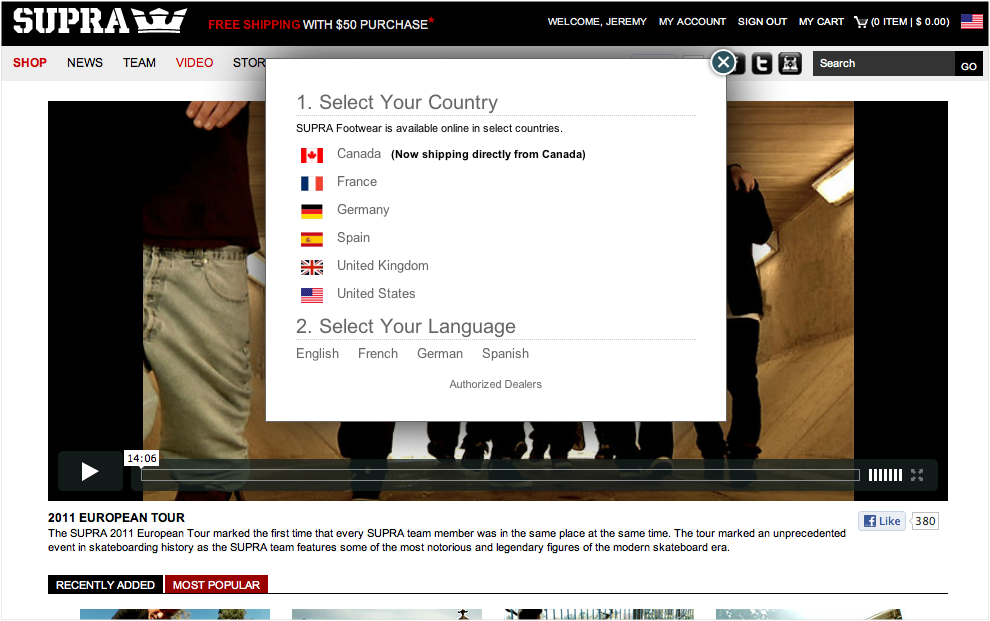 SUPRA
FREE SHIPPING WITH $50 PURCHASE*
WELCOME, JEREMY MY ACCOUNT SIGN OUT MY CART (0 ITEM | $ 0.00)
SHOP NEWS TEAM VIDEO STOR
Search
GO
1. Select Your Country
SUPRA Footwear is available online in select countries.
Canada (Now shipping directly from Canada)
France
Germany
Spain
United Kingdom
United States
2. Select Your Language
English French German Spanish
Authorized Dealers
14:06
2011 EUROPEAN TOUR
Like 380
The SUPRA 2011 European Tour marked the first time that every SUPRA team member was in the same place at the same time. The tour marked an unprecedented
event in skateboarding history as the SUPRA team features some of the most notorious and legendary figures of the modern skateboard era.
RECENTLY ADDED MOST POPULAR